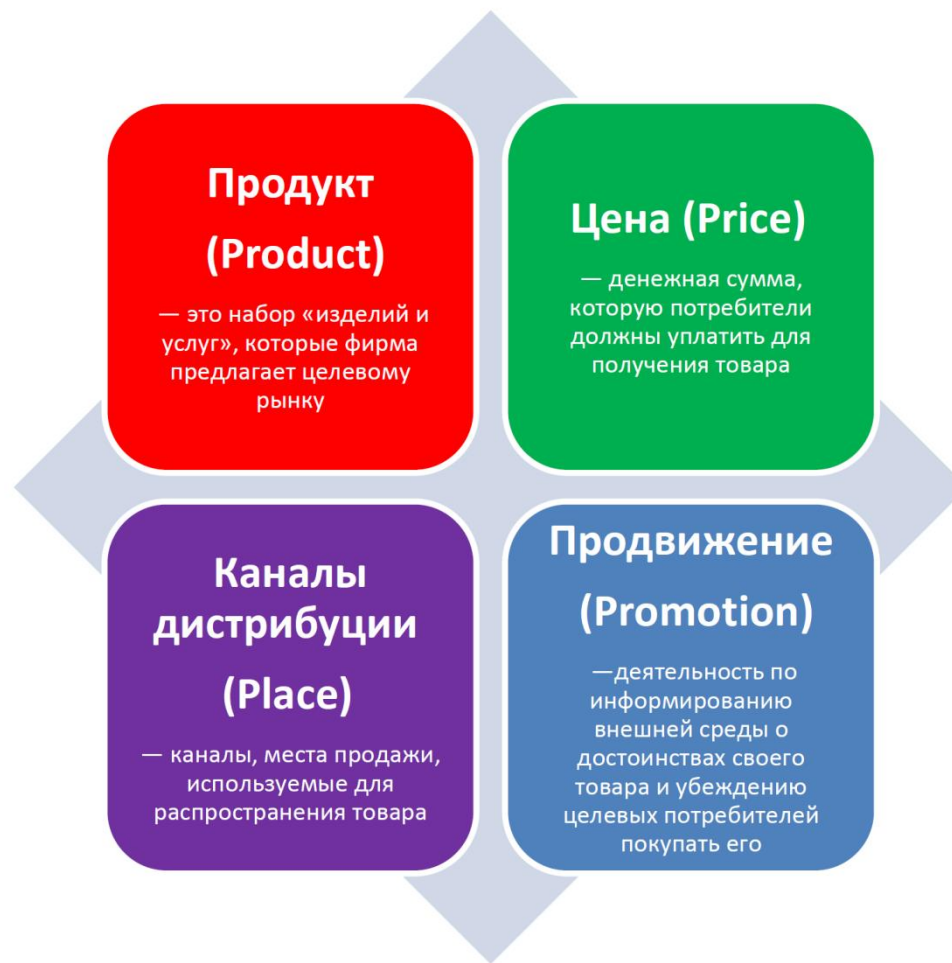 Продукт
(Product)
— это набор «изделий и
услуг», которые фирма
предлагает целевому
рынку
Цена (Price)
— денежная сумма,
которую потребители
должны уплатить для
получения товара
Каналы
дистрибуции
(Place)
— каналы, места продажи,
используемые для
распространения товара
Продвижение
(Promotion)
—деятельность по
информированию
внешней среды о
достоинствах своего
товара и убеждению
целевых потребителей
покупать его